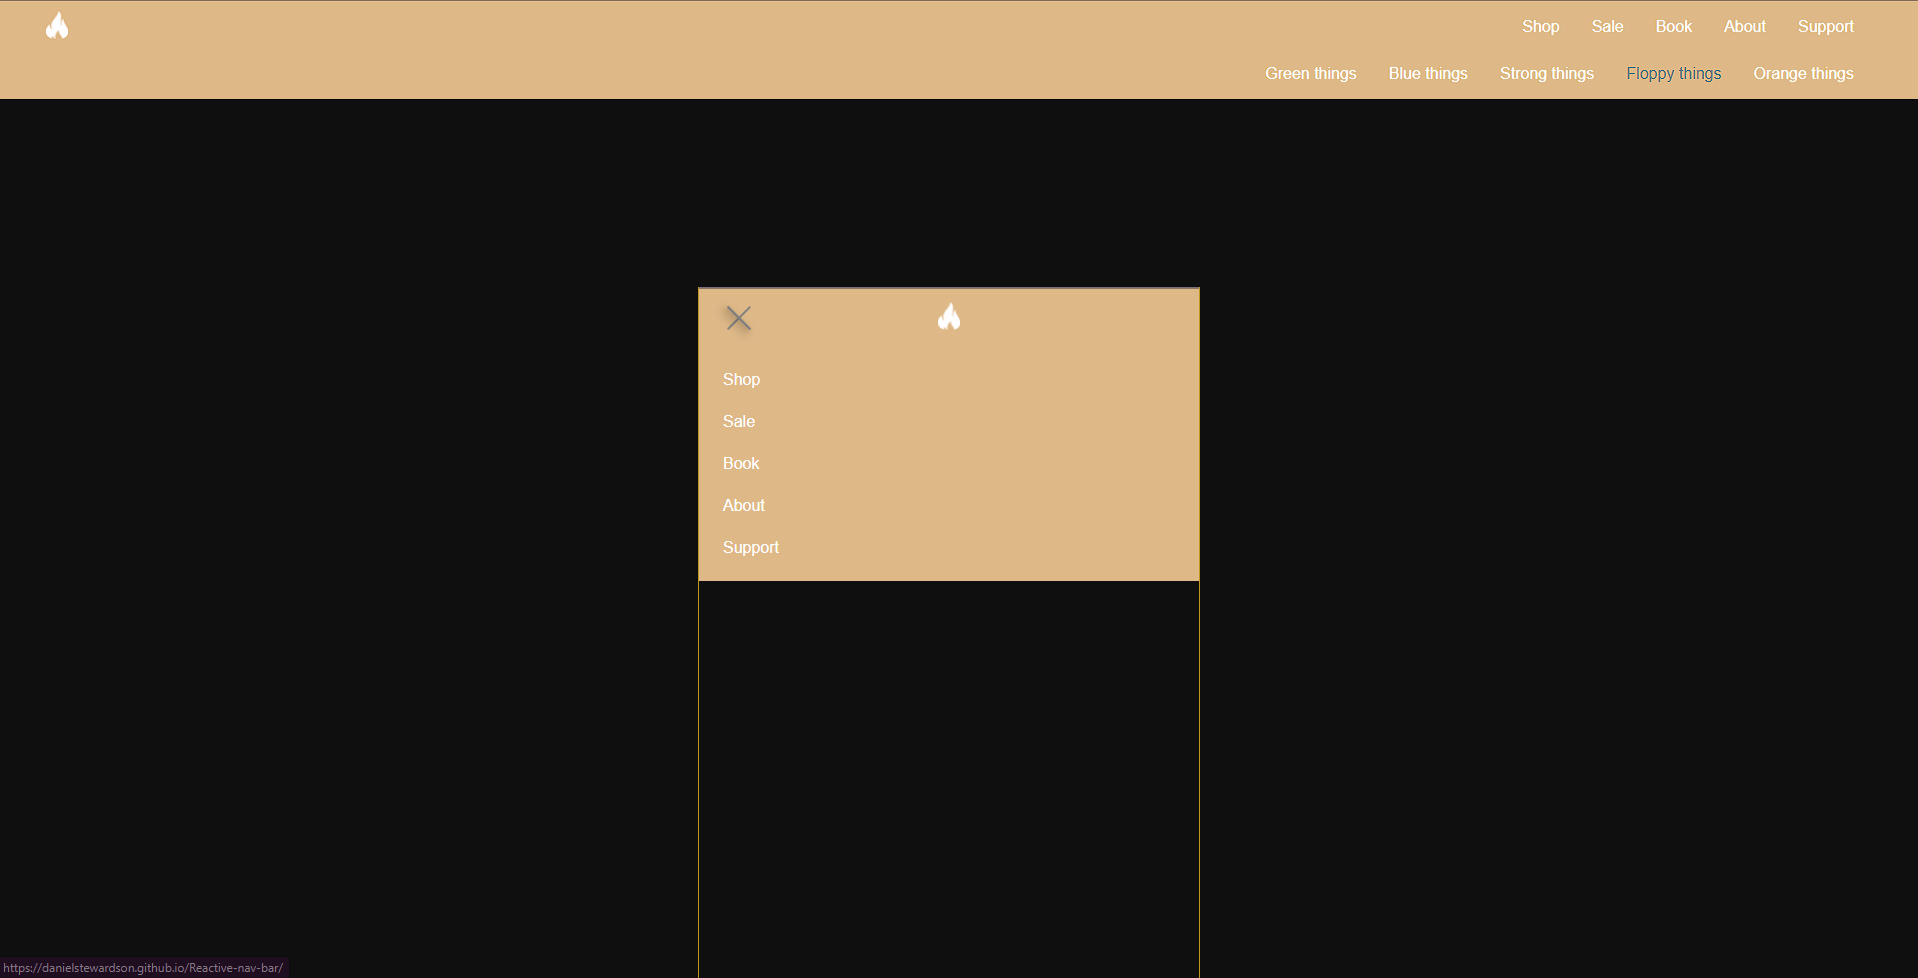 Shop Sale Book About Support
Green things Blue things Strong things Floppy things Orange things
Shop
Sale
Book
About
Support
https://danielstewardson.github.io/Reactive-nav-bar/